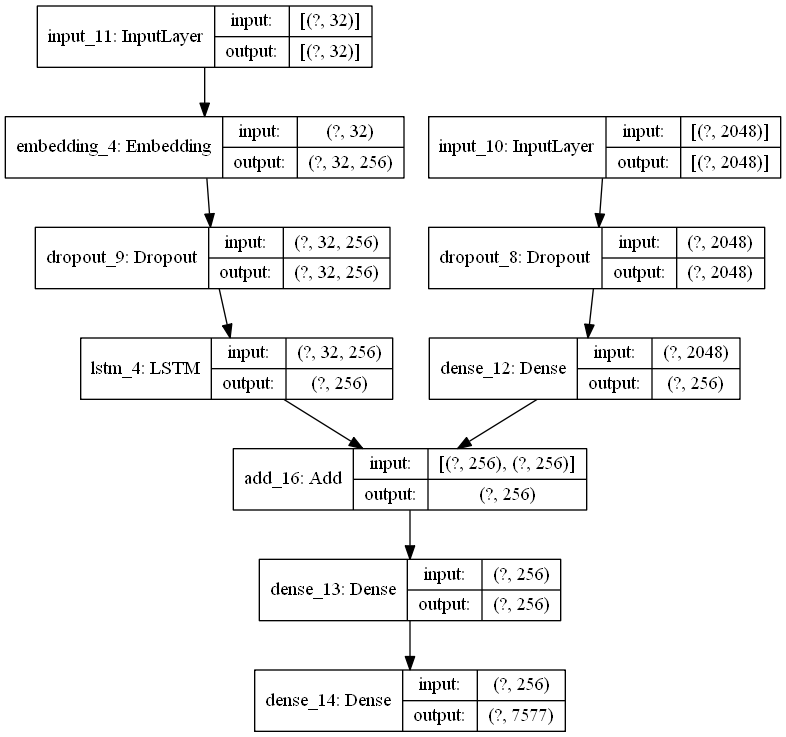 input_11: InputLayer
input: [(?, 32)]
output: [(?, 32)]
embedding_4: Embedding
input: (?, 32)
output: (?, 32, 256)
input_10: InputLayer
input: [(?, 2048)]
output: [(?, 2048)]
dropout_9: Dropout
input: (?, 32, 256)
output: (?, 32, 256)
dropout_8: Dropout
input: (?, 2048)
output: (?, 2048)
lstm_4: LSTM
input: (?, 32, 256)
output: (?, 256)
dense_12: Dense
input: (?, 2048)
output: (?, 256)
add_16: Add
input: [(?, 256), (?, 256)]
output: (?, 256)
dense_13: Dense
input: (?, 256)
output: (?, 256)
dense_14: Dense
input: (?, 256)
output: (?, 7577)